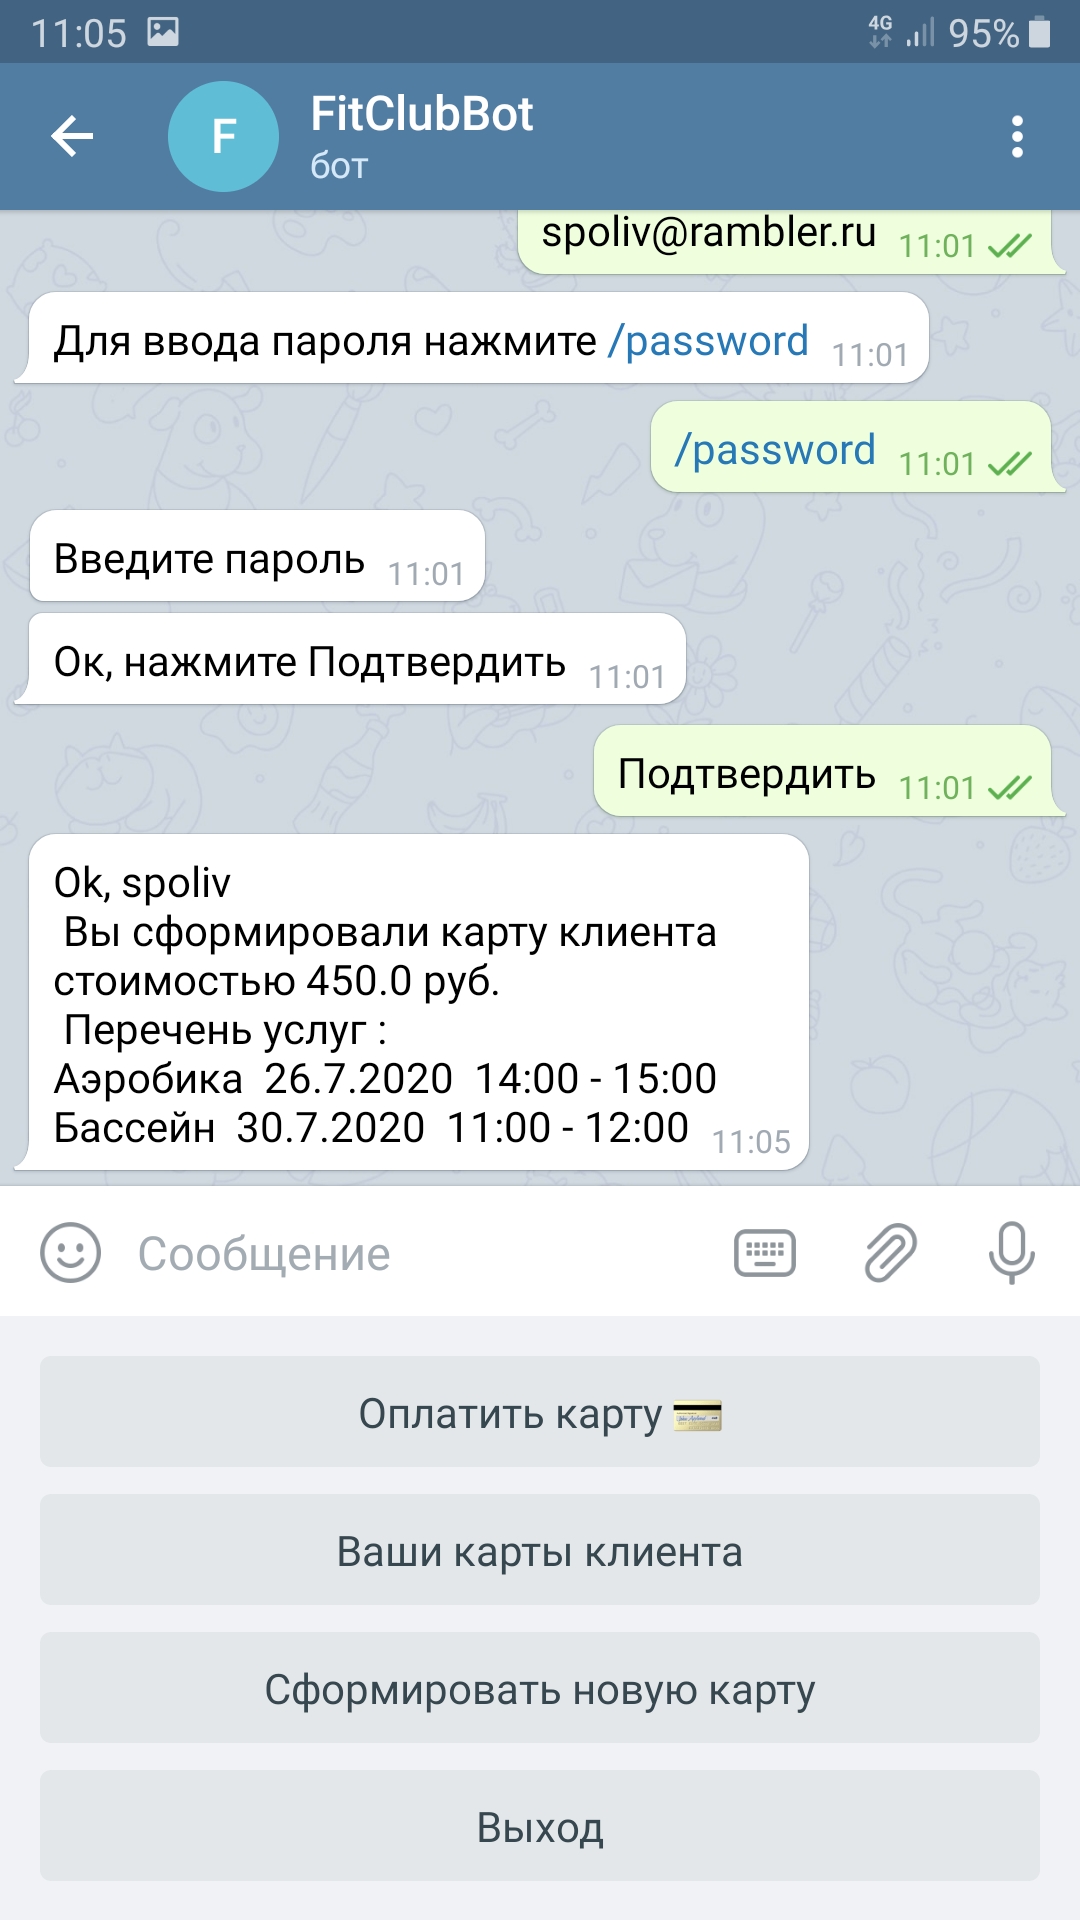 11:05 4G 95%
FitClubBot
F
бот
spoliv@rambler.ru 11:01
Для ввода пароля нажмите /password 11:01
/password 11:01
Введите пароль 11:01
Ок, нажмите Подтвердить 11:01
Подтвердить 11:01
Ok, spoliv
Вы сформировали карту клиента
стоимостью 450.0 руб.
Перечень услуг :
Аэробика 26.7.2020 14:00 - 15:00
Бассейн 30.7.2020 11:00 - 12:00 11:05
Сообщение
Оплатить карту
Ваши карты клиента
Сформировать новую карту
Выход